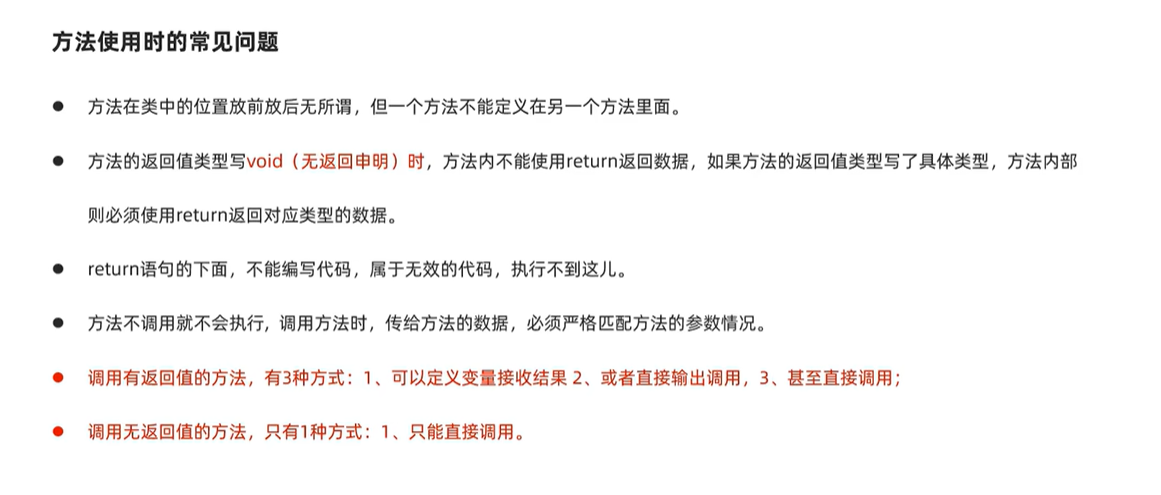 方法使用时的常见问题
● 方法在类中的位置放前放后无所谓，但一个方法不能定义在另一个方法里面。
● 方法的返回值类型写void（无返回申明）时，方法内不能使用return返回数据，如果方法的返回值类型写了具体类型，方法内部
则必须使用return返回对应类型的数据。
● return语句的下面，不能编写代码，属于无效的代码，执行不到这儿。
● 方法不调用就不会执行, 调用方法时，传给方法的数据，必须严格匹配方法的参数情况。
● 调用有返回值的方法，有3种方式：1、可以定义变量接收结果 2、或者直接输出调用，3、甚至直接调用；
● 调用无返回值的方法，只有1种方式：1、只能直接调用。